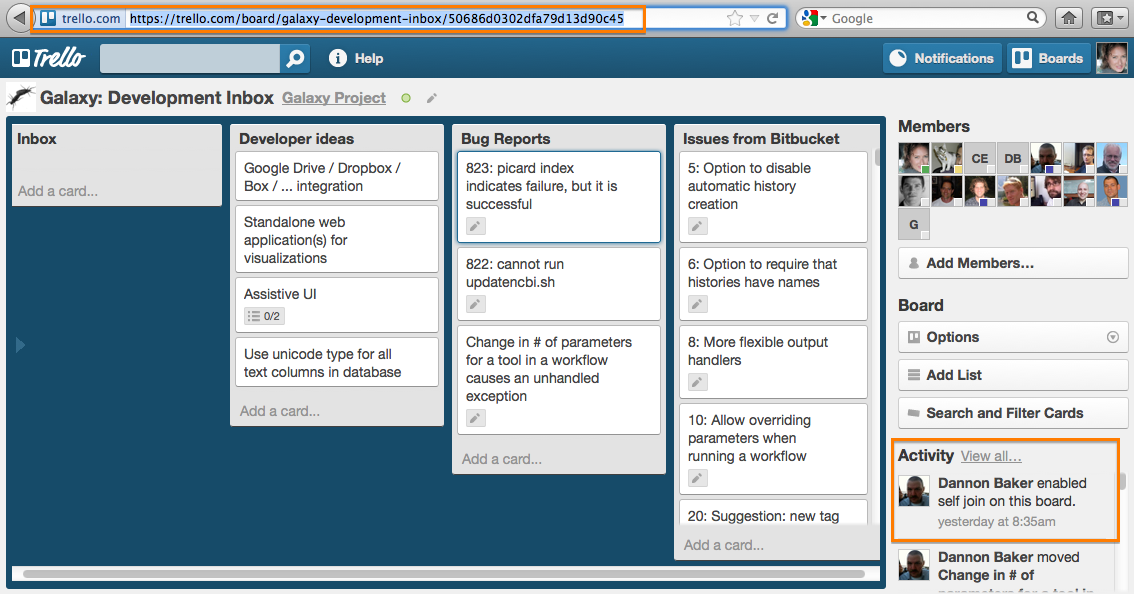 trello.com https://trello.com/board/galaxy-development-inbox/50686d0302dfa79d13d90c45
Google
Trello
Help
Notifications
Boards
Galaxy: Development Inbox Galaxy Project
Inbox
Add a card...
Developer ideas
Google Drive / Dropbox /
Box / ... integration
Standalone web
application(s) for
visualizations
Assistive UI
0/2
Use unicode type for all
text columns in database
Add a card...
Bug Reports
823: picard index
indicates failure, but it is
successful
822: cannot run
updatencbi.sh
Change in # of parameters
for a tool in a workflow
causes an unhandled
exception
Add a card...
Issues from Bitbucket
5: Option to disable
automatic history
creation
6: Option to require that
histories have names
8: More flexible output
handlers
10: Allow overriding
parameters when
running a workflow
20: Suggestion: new tag
Add a card...
Members
CE
DB
G
Add Members...
Board
Options
Add List
Search and Filter Cards
Activity View all...
Dannon Baker enabled
self join on this board.
yesterday at 8:35am
Dannon Baker moved
Change in # of
parameters for a tool in